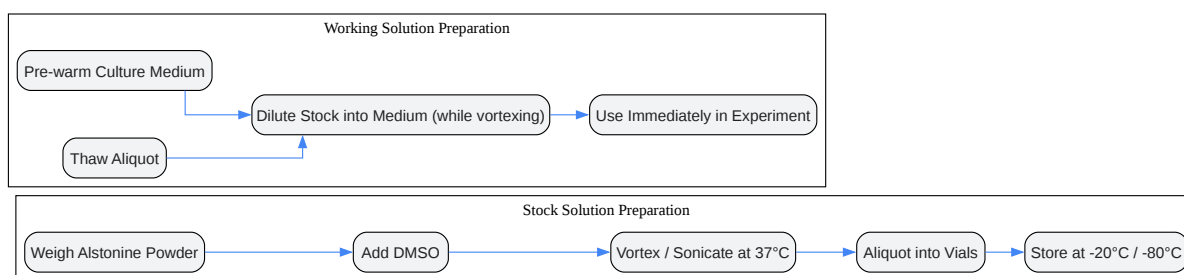 Working Solution Preparation
Pre-warm Culture Medium
Dilute Stock into Medium (while vortexing)
Use Immediately in Experiment
Thaw Aliquot
Stock Solution Preparation
Weigh Alstonine Powder
Add DMSO
Vortex / Sonicate at 37°C
Aliquot into Vials
Store at -20°C / -80°C